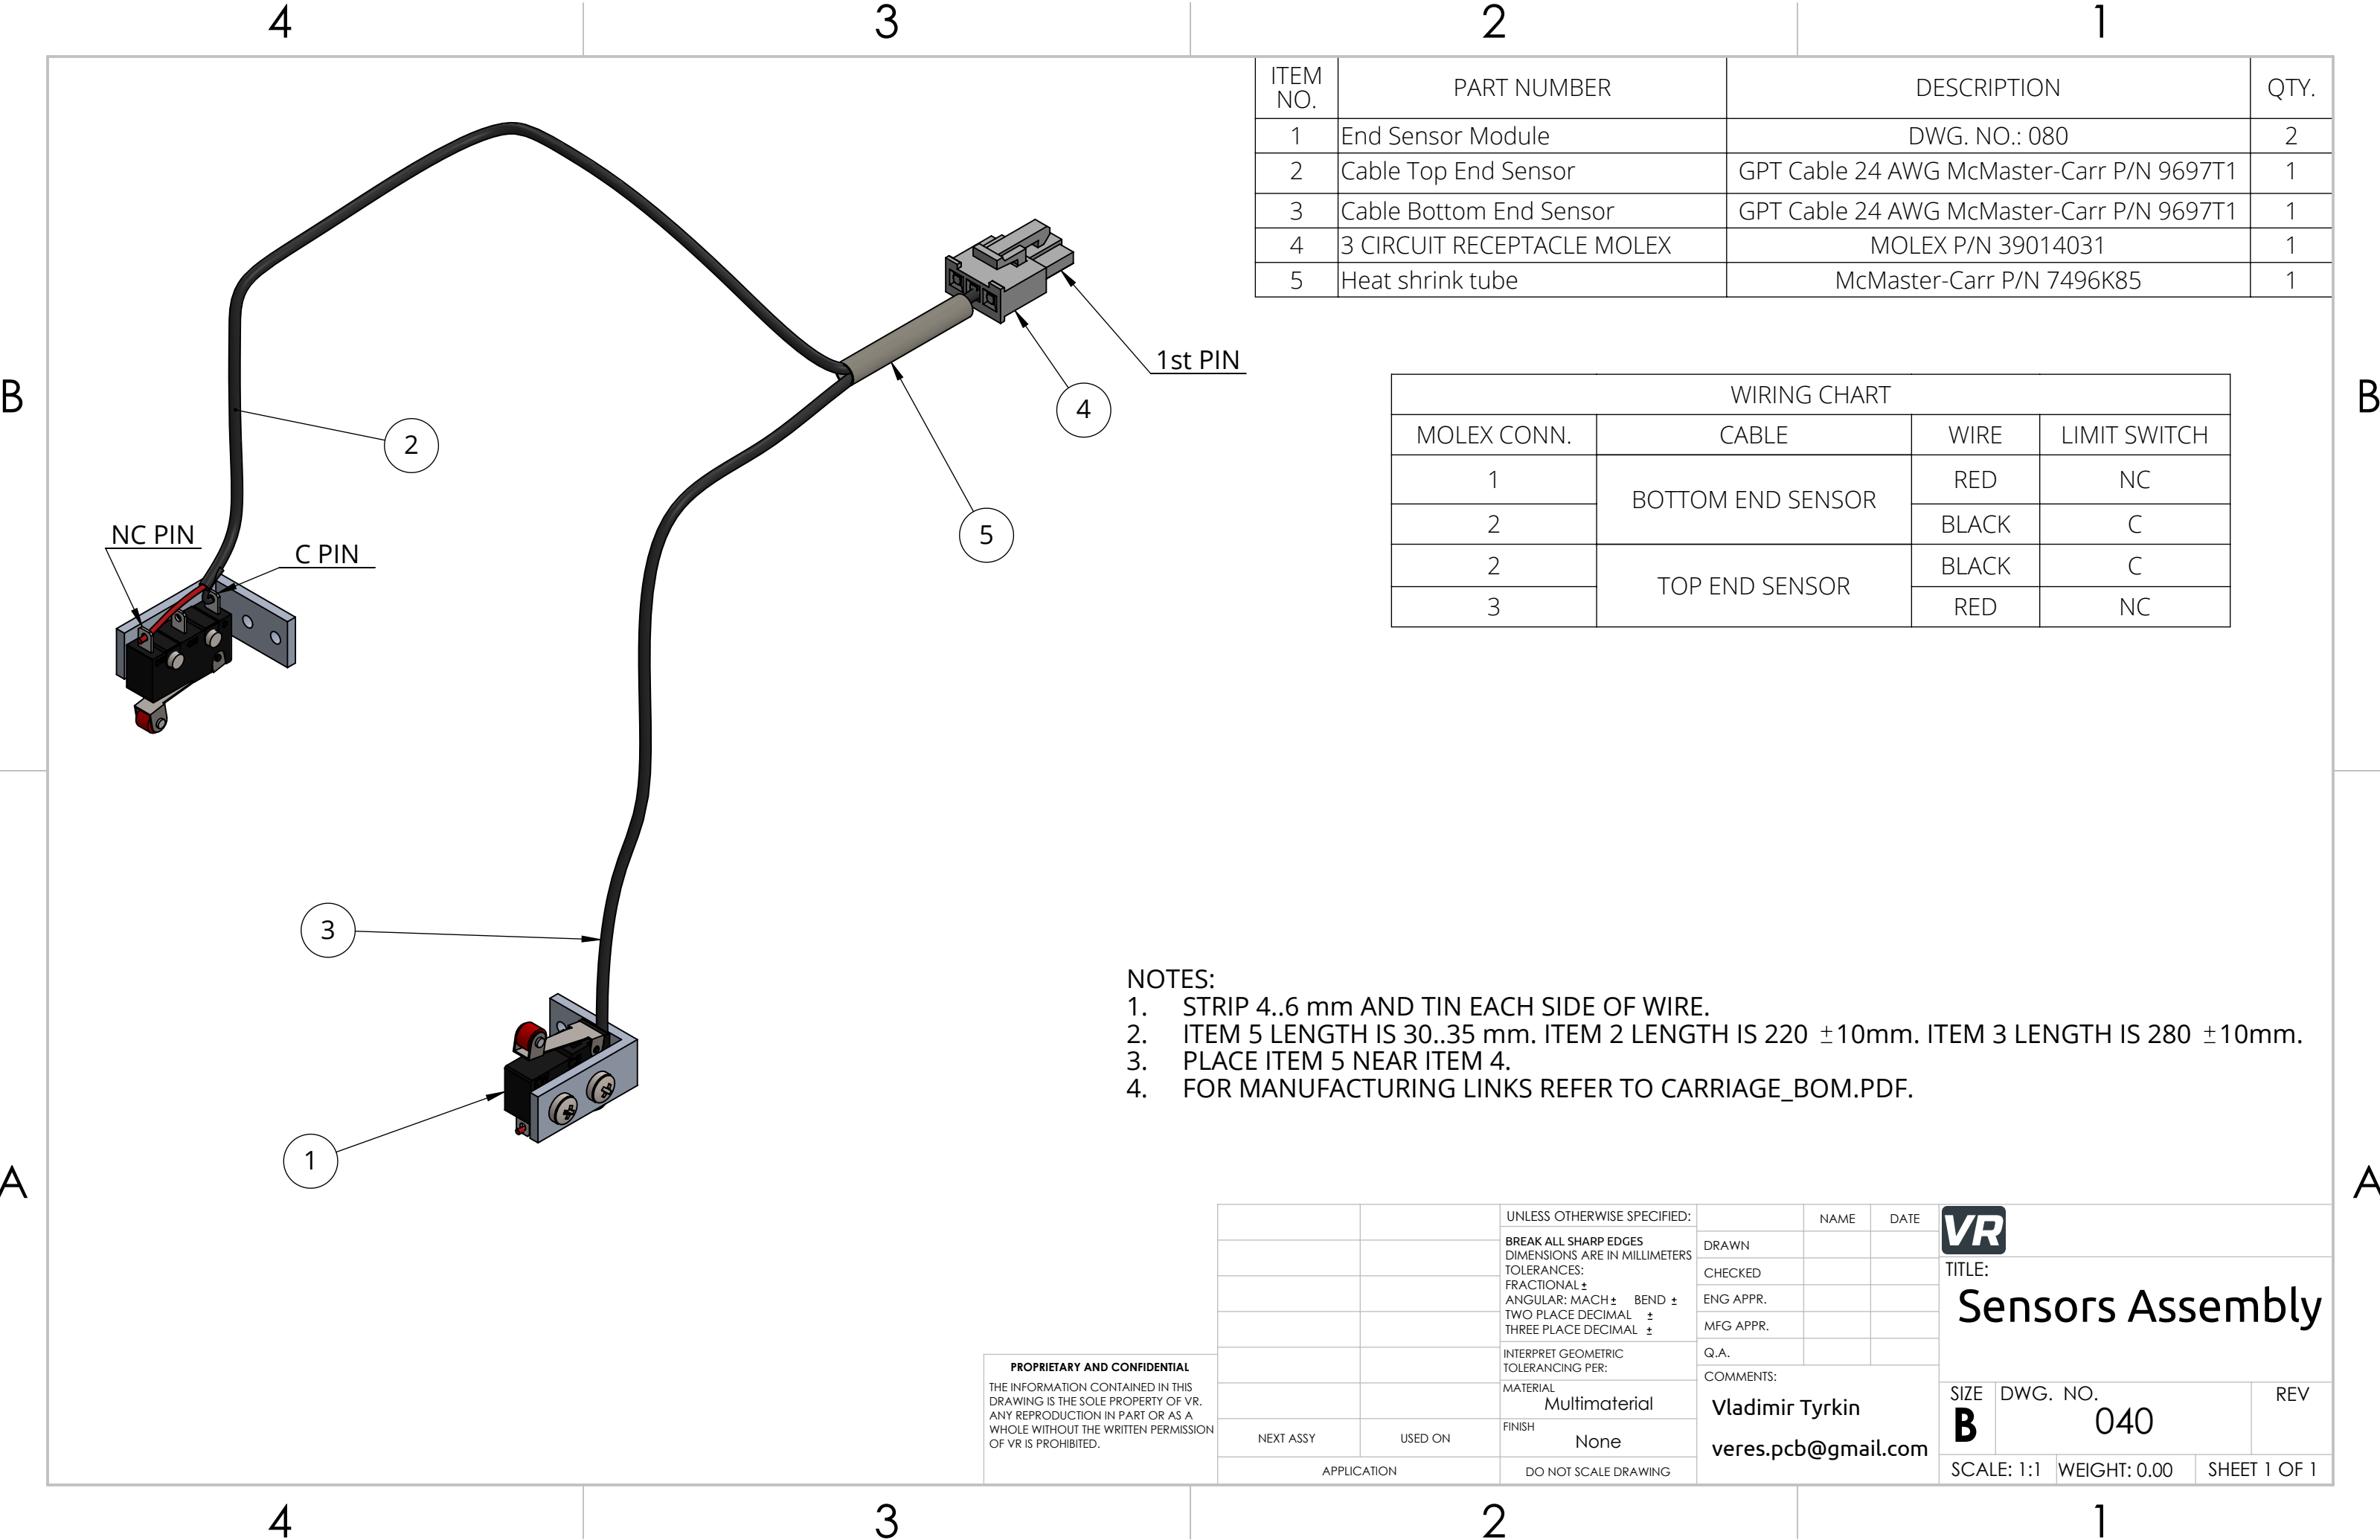 4 3 2 1
ITEM NO. PART NUMBER DESCRIPTION QTY.
1 End Sensor Module DWG. NO.: 080 2
2 Cable Top End Sensor GPT Cable 24 AWG McMaster-Carr P/N 9697T1 1
3 Cable Bottom End Sensor GPT Cable 24 AWG McMaster-Carr P/N 9697T1 1
4 3 CIRCUIT RECEPTACLE MOLEX MOLEX P/N 39014031 1
5 Heat shrink tube McMaster-Carr P/N 7496K85 1
1st PIN
B B
4
2
5
NC PIN
C PIN
WIRING CHART
MOLEX CONN. CABLE WIRE LIMIT SWITCH
1 BOTTOM END SENSOR RED NC
2 BLACK C
2 TOP END SENSOR BLACK C
3 RED NC
3
1
NOTES:
1. STRIP 4..6 mm AND TIN EACH SIDE OF WIRE.
2. ITEM 5 LENGTH IS 30..35 mm. ITEM 2 LENGTH IS 220 ±10mm. ITEM 3 LENGTH IS 280 ±10mm.
3. PLACE ITEM 5 NEAR ITEM 4.
4. FOR MANUFACTURING LINKS REFER TO CARRIAGE_BOM.PDF.
A A
PROPRIETARY AND CONFIDENTIAL
THE INFORMATION CONTAINED IN THIS
DRAWING IS THE SOLE PROPERTY OF VR.
ANY REPRODUCTION IN PART OR AS A
WHOLE WITHOUT THE WRITTEN PERMISSION
OF VR IS PROHIBITED.
NEXT ASSY USED ON
APPLICATION
UNLESS OTHERWISE SPECIFIED:
BREAK ALL SHARP EDGES
DIMENSIONS ARE IN MILLIMETERS
TOLERANCES:
FRACTIONAL ±
ANGULAR: MACH ± BEND ±
TWO PLACE DECIMAL ±
THREE PLACE DECIMAL ±
INTERPRET GEOMETRIC
TOLERANCING PER:
MATERIAL
Multimaterial
FINISH
None
DO NOT SCALE DRAWING
NAME DATE
DRAWN
CHECKED
ENG APPR.
MFG APPR.
Q.A.
COMMENTS:
Vladimir Tyrkin
veres.pcb@gmail.com
VR
TITLE:
Sensors Assembly
SIZE DWG. NO. REV
B 040
SCALE: 1:1 WEIGHT: 0.00 SHEET 1 OF 1
4 3 2 1